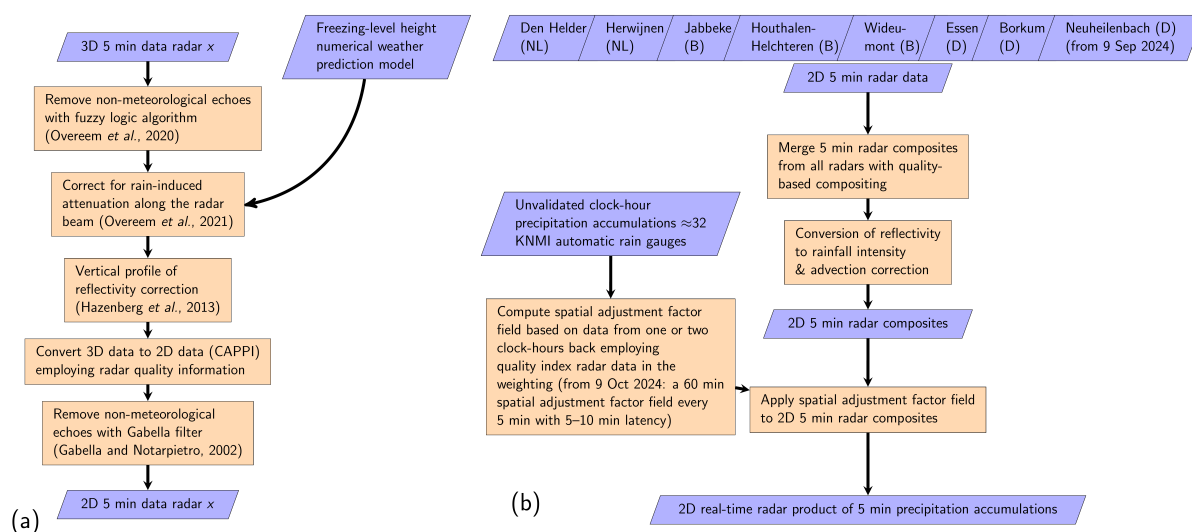 3D 5 min data radar x
Freezing-level height
numerical weather
prediction model
Remove non-meteorological echoes
with fuzzy logic algorithm
(Overeem et al., 2020)
Correct for rain-induced
attenuation along the radar
beam (Overeem et al., 2021)
Vertical profile of
reflectivity correction
(Hazenberg et al., 2013)
Convert 3D data to 2D data (CAPPI)
employing radar quality information
Remove non-meteorological
echoes with Gabella filter
(Gabella and Notarpietro, 2002)
2D 5 min data radar x
(a)
Den Helder
(NL)
Herwijnen
(NL)
Jabbeke
(B)
Houthalen-
Helchteren (B)
Wideu-
mont (B)
Essen
(D)
Borkum
(D)
Neuheilenbach (D)
(from 9 Sep 2024)
2D 5 min radar data
Merge 5 min radar composites
from all radars with quality-
based compositing
Unvalidated clock-hour
precipitation accumulations ≈32
KNMI automatic rain gauges
Conversion of reflectivity
to rainfall intensity
& advection correction
Compute spatial adjustment factor
field based on data from one or two
clock-hours back employing
quality index radar data in the
weighting (from 9 Oct 2024: a 60 min
spatial adjustment factor field every
5 min with 5–10 min latency)
2D 5 min radar composites
Apply spatial adjustment factor field
to 2D 5 min radar composites
2D real-time radar product of 5 min precipitation accumulations
(b)